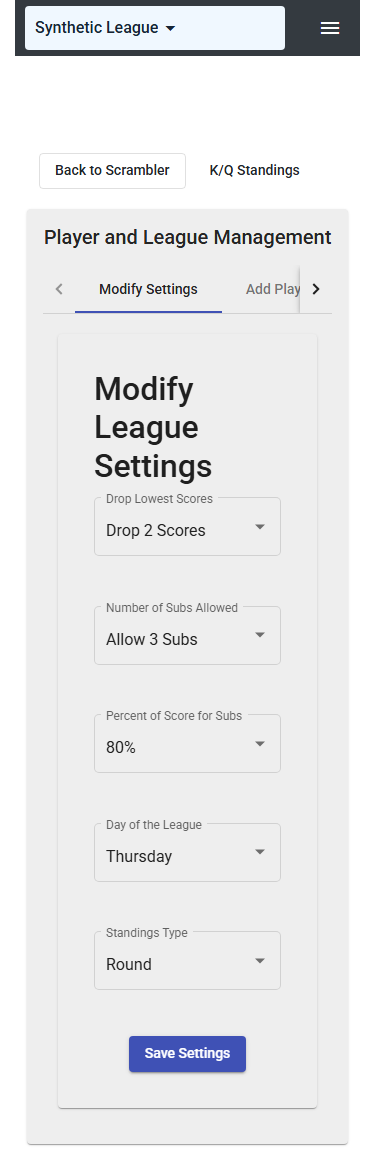 Synthetic League
Back to Scrambler
K/Q Standings
Player and League Management
Modify Settings
Add Play
Modify
League
Settings
Drop Lowest Scores
Drop 2 Scores
Number of Subs Allowed
Allow 3 Subs
Percent of Score for Subs
80%
Day of the League
Thursday
Standings Type
Round
Save Settings